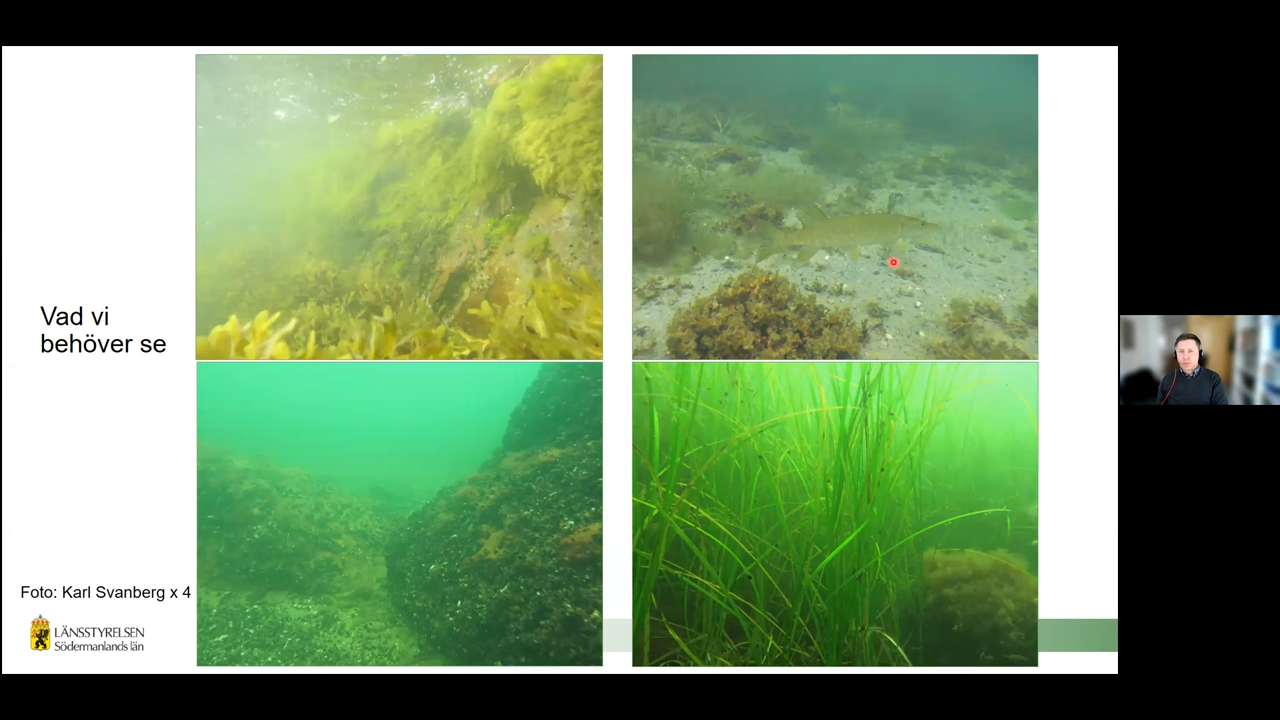 Vad vi
behöver se
Foto: Karl Svanberg x 4
LÄNSSTYRELSEN
Södermanlands län